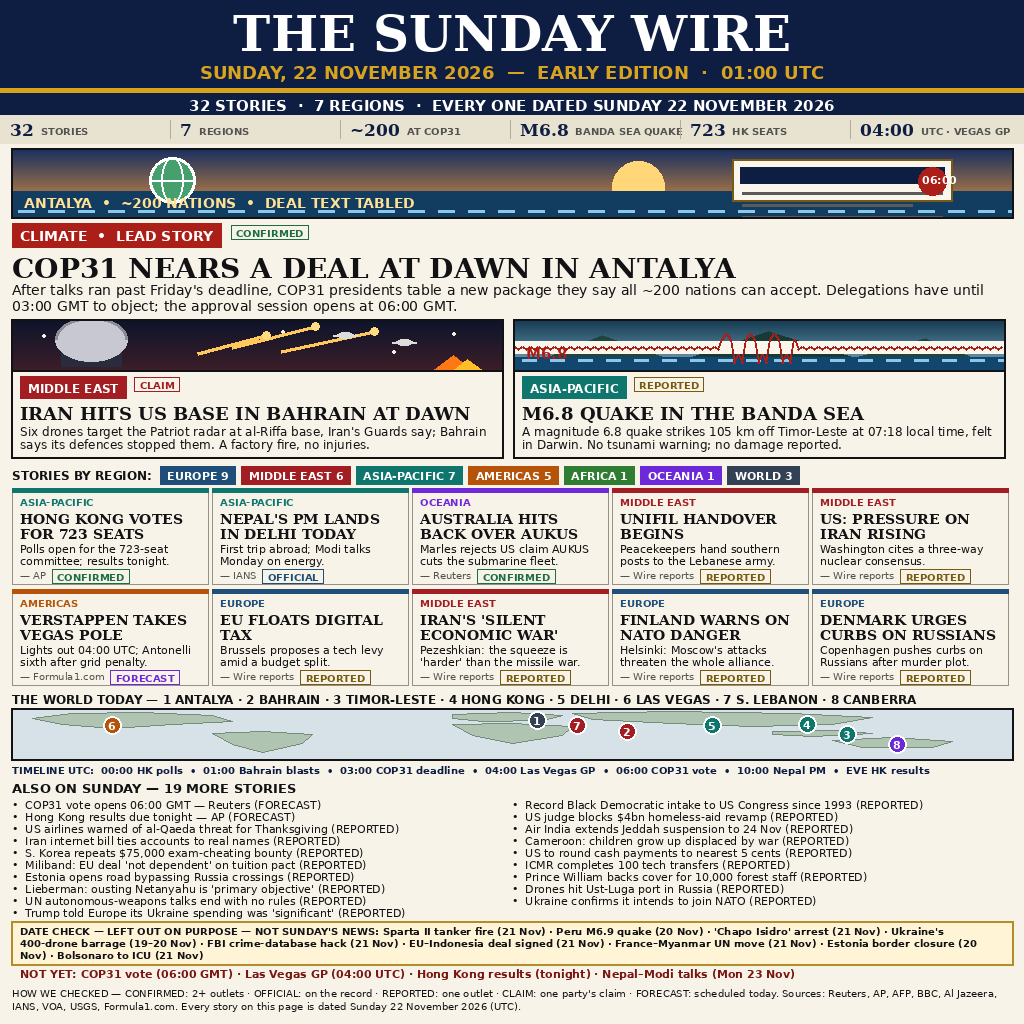 THE SUNDAY WIRE
SUNDAY, 22 NOVEMBER 2026 — EARLY EDITION · 01:00 UTC
32 STORIES · 7 REGIONS · EVERY ONE DATED SUNDAY 22 NOVEMBER 2026
32 STORIES 7 REGIONS ~200 AT COP31 M6.8 BANDA SEA QUAKE 723 HK SEATS 04:00 UTC · VEGAS GP
06:00
ANTALYA • ~200 NATIONS • DEAL TEXT TABLED
CLIMATE • LEAD STORY CONFIRMED
COP31 NEARS A DEAL AT DAWN IN ANTALYA
After talks ran past Friday's deadline, COP31 presidents table a new package they say all ~200 nations can accept. Delegations have until
03:00 GMT to object; the approval session opens at 06:00 GMT.
MIDDLE EAST CLAIM
IRAN HITS US BASE IN BAHRAIN AT DAWN
Six drones target the Patriot radar at al-Riffa base, Iran's Guards say; Bahrain
says its defences stopped them. A factory fire, no injuries.
M6.8
ASIA-PACIFIC REPORTED
M6.8 QUAKE IN THE BANDA SEA
A magnitude 6.8 quake strikes 105 km off Timor-Leste at 07:18 local time, felt
in Darwin. No tsunami warning; no damage reported.
STORIES BY REGION: EUROPE 9 MIDDLE EAST 6 ASIA-PACIFIC 7 AMERICAS 5 AFRICA 1 OCEANIA 1 WORLD 3
ASIA-PACIFIC
HONG KONG VOTES
FOR 723 SEATS
Polls open for the 723-seat
committee; results tonight.
— AP CONFIRMED
ASIA-PACIFIC
NEPAL'S PM LANDS
IN DELHI TODAY
First trip abroad; Modi talks
Monday on energy.
— IANS OFFICIAL
OCEANIA
AUSTRALIA HITS
BACK OVER AUKUS
Marles rejects US claim AUKUS
cuts the submarine fleet.
— Reuters CONFIRMED
MIDDLE EAST
UNIFIL HANDOVER
BEGINS
Peacekeepers hand southern
posts to the Lebanese army.
— Wire reports REPORTED
MIDDLE EAST
US: PRESSURE ON
IRAN RISING
Washington cites a three-way
nuclear consensus.
— Wire reports REPORTED
AMERICAS
VERSTAPPEN TAKES
VEGAS POLE
Lights out 04:00 UTC; Antonelli
sixth after grid penalty.
— Formula1.com FORECAST
EUROPE
EU FLOATS DIGITAL
TAX
Brussels proposes a tech levy
amid a budget split.
— Wire reports REPORTED
MIDDLE EAST
IRAN'S 'SILENT
ECONOMIC WAR'
Pezeshkian: the squeeze is
'harder' than the missile war.
— Wire reports REPORTED
EUROPE
FINLAND WARNS ON
NATO DANGER
Helsinki: Moscow's attacks
threaten the whole alliance.
— Wire reports REPORTED
EUROPE
DENMARK URGES
CURBS ON RUSSIANS
Copenhagen pushes curbs on
Russians after murder plot.
— Wire reports REPORTED
THE WORLD TODAY — 1 ANTALYA · 2 BAHRAIN · 3 TIMOR-LESTE · 4 HONG KONG · 5 DELHI · 6 LAS VEGAS · 7 S. LEBANON · 8 CANBERRA
6 1 7 2 5 4 3 8
TIMELINE UTC: 00:00 HK polls • 01:00 Bahrain blasts • 03:00 COP31 deadline • 04:00 Las Vegas GP • 06:00 COP31 vote • 10:00 Nepal PM • EVE HK results
ALSO ON SUNDAY — 19 MORE STORIES
• COP31 vote opens 06:00 GMT — Reuters (FORECAST)
• Hong Kong results due tonight — AP (FORECAST)
• US airlines warned of al-Qaeda threat for Thanksgiving (REPORTED)
• Iran internet bill ties accounts to real names (REPORTED)
• S. Korea repeats $75,000 exam-cheating bounty (REPORTED)
• Miliband: EU deal 'not dependent' on tuition pact (REPORTED)
• Estonia opens road bypassing Russia crossings (REPORTED)
• Lieberman: ousting Netanyahu is 'primary objective' (REPORTED)
• UN autonomous-weapons talks end with no rules (REPORTED)
• Trump told Europe its Ukraine spending was 'significant' (REPORTED)
• Record Black Democratic intake to US Congress since 1993 (REPORTED)
• US judge blocks $4bn homeless-aid revamp (REPORTED)
• Air India extends Jeddah suspension to 24 Nov (REPORTED)
• Cameroon: children grow up displaced by war (REPORTED)
• US to round cash payments to nearest 5 cents (REPORTED)
• ICMR completes 100 tech transfers (REPORTED)
• Prince William backs cover for 10,000 forest staff (REPORTED)
• Drones hit Ust-Luga port in Russia (REPORTED)
• Ukraine confirms it intends to join NATO (REPORTED)
DATE CHECK — LEFT OUT ON PURPOSE — NOT SUNDAY'S NEWS: Sparta II tanker fire (21 Nov) · Peru M6.9 quake (20 Nov) · 'Chapo Isidro' arrest (21 Nov) · Ukraine's
400-drone barrage (19–20 Nov) · FBI crime-database hack (21 Nov) · EU–Indonesia deal signed (21 Nov) · France–Myanmar UN move (21 Nov) · Estonia border closure (20
Nov) · Bolsonaro to ICU (21 Nov)
NOT YET: COP31 vote (06:00 GMT) · Las Vegas GP (04:00 UTC) · Hong Kong results (tonight) · Nepal–Modi talks (Mon 23 Nov)
HOW WE CHECKED — CONFIRMED: 2+ outlets · OFFICIAL: on the record · REPORTED: one outlet · CLAIM: one party's claim · FORECAST: scheduled today. Sources: Reuters, AP, AFP, BBC, Al Jazeera,
IANS, VOA, USGS, Formula1.com. Every story on this page is dated Sunday 22 November 2026 (UTC).